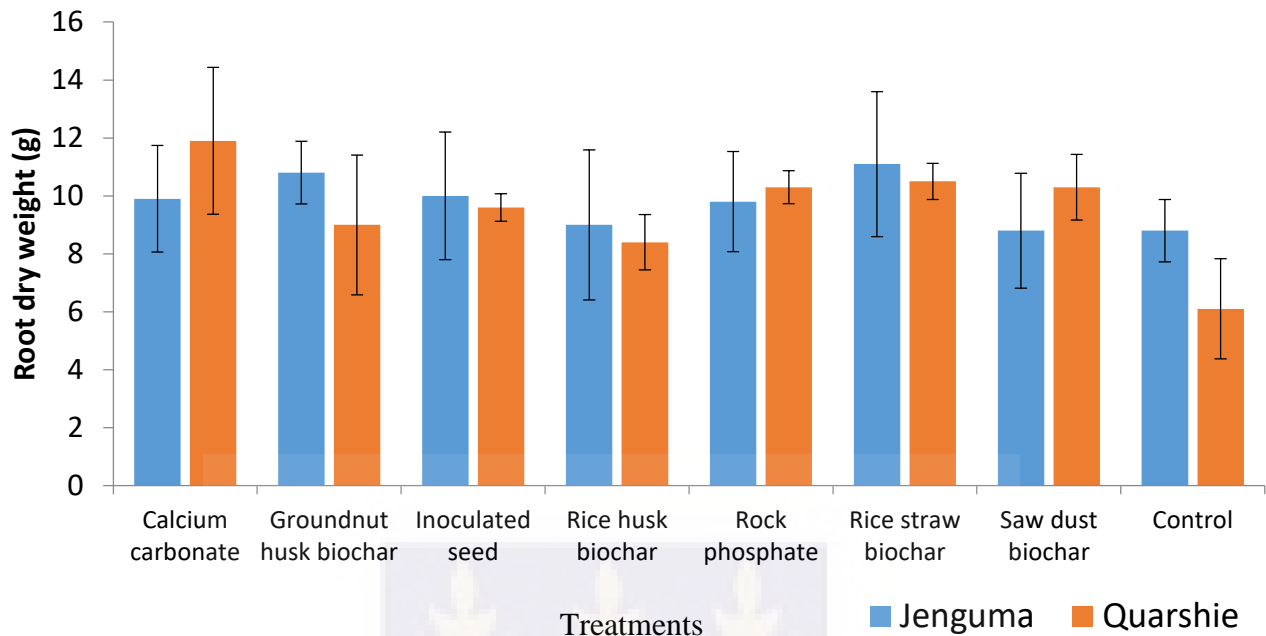 16
14
12
10
8
6
4
2
0
Root dry weight (g)
Calcium
carbonate
Groundnut
husk biochar
Inoculated
seed
Rice husk
biochar
Rock
phosphate
Rice straw
biochar
Saw dust
biochar
Control
Treatments
Jenguma
Quarshie